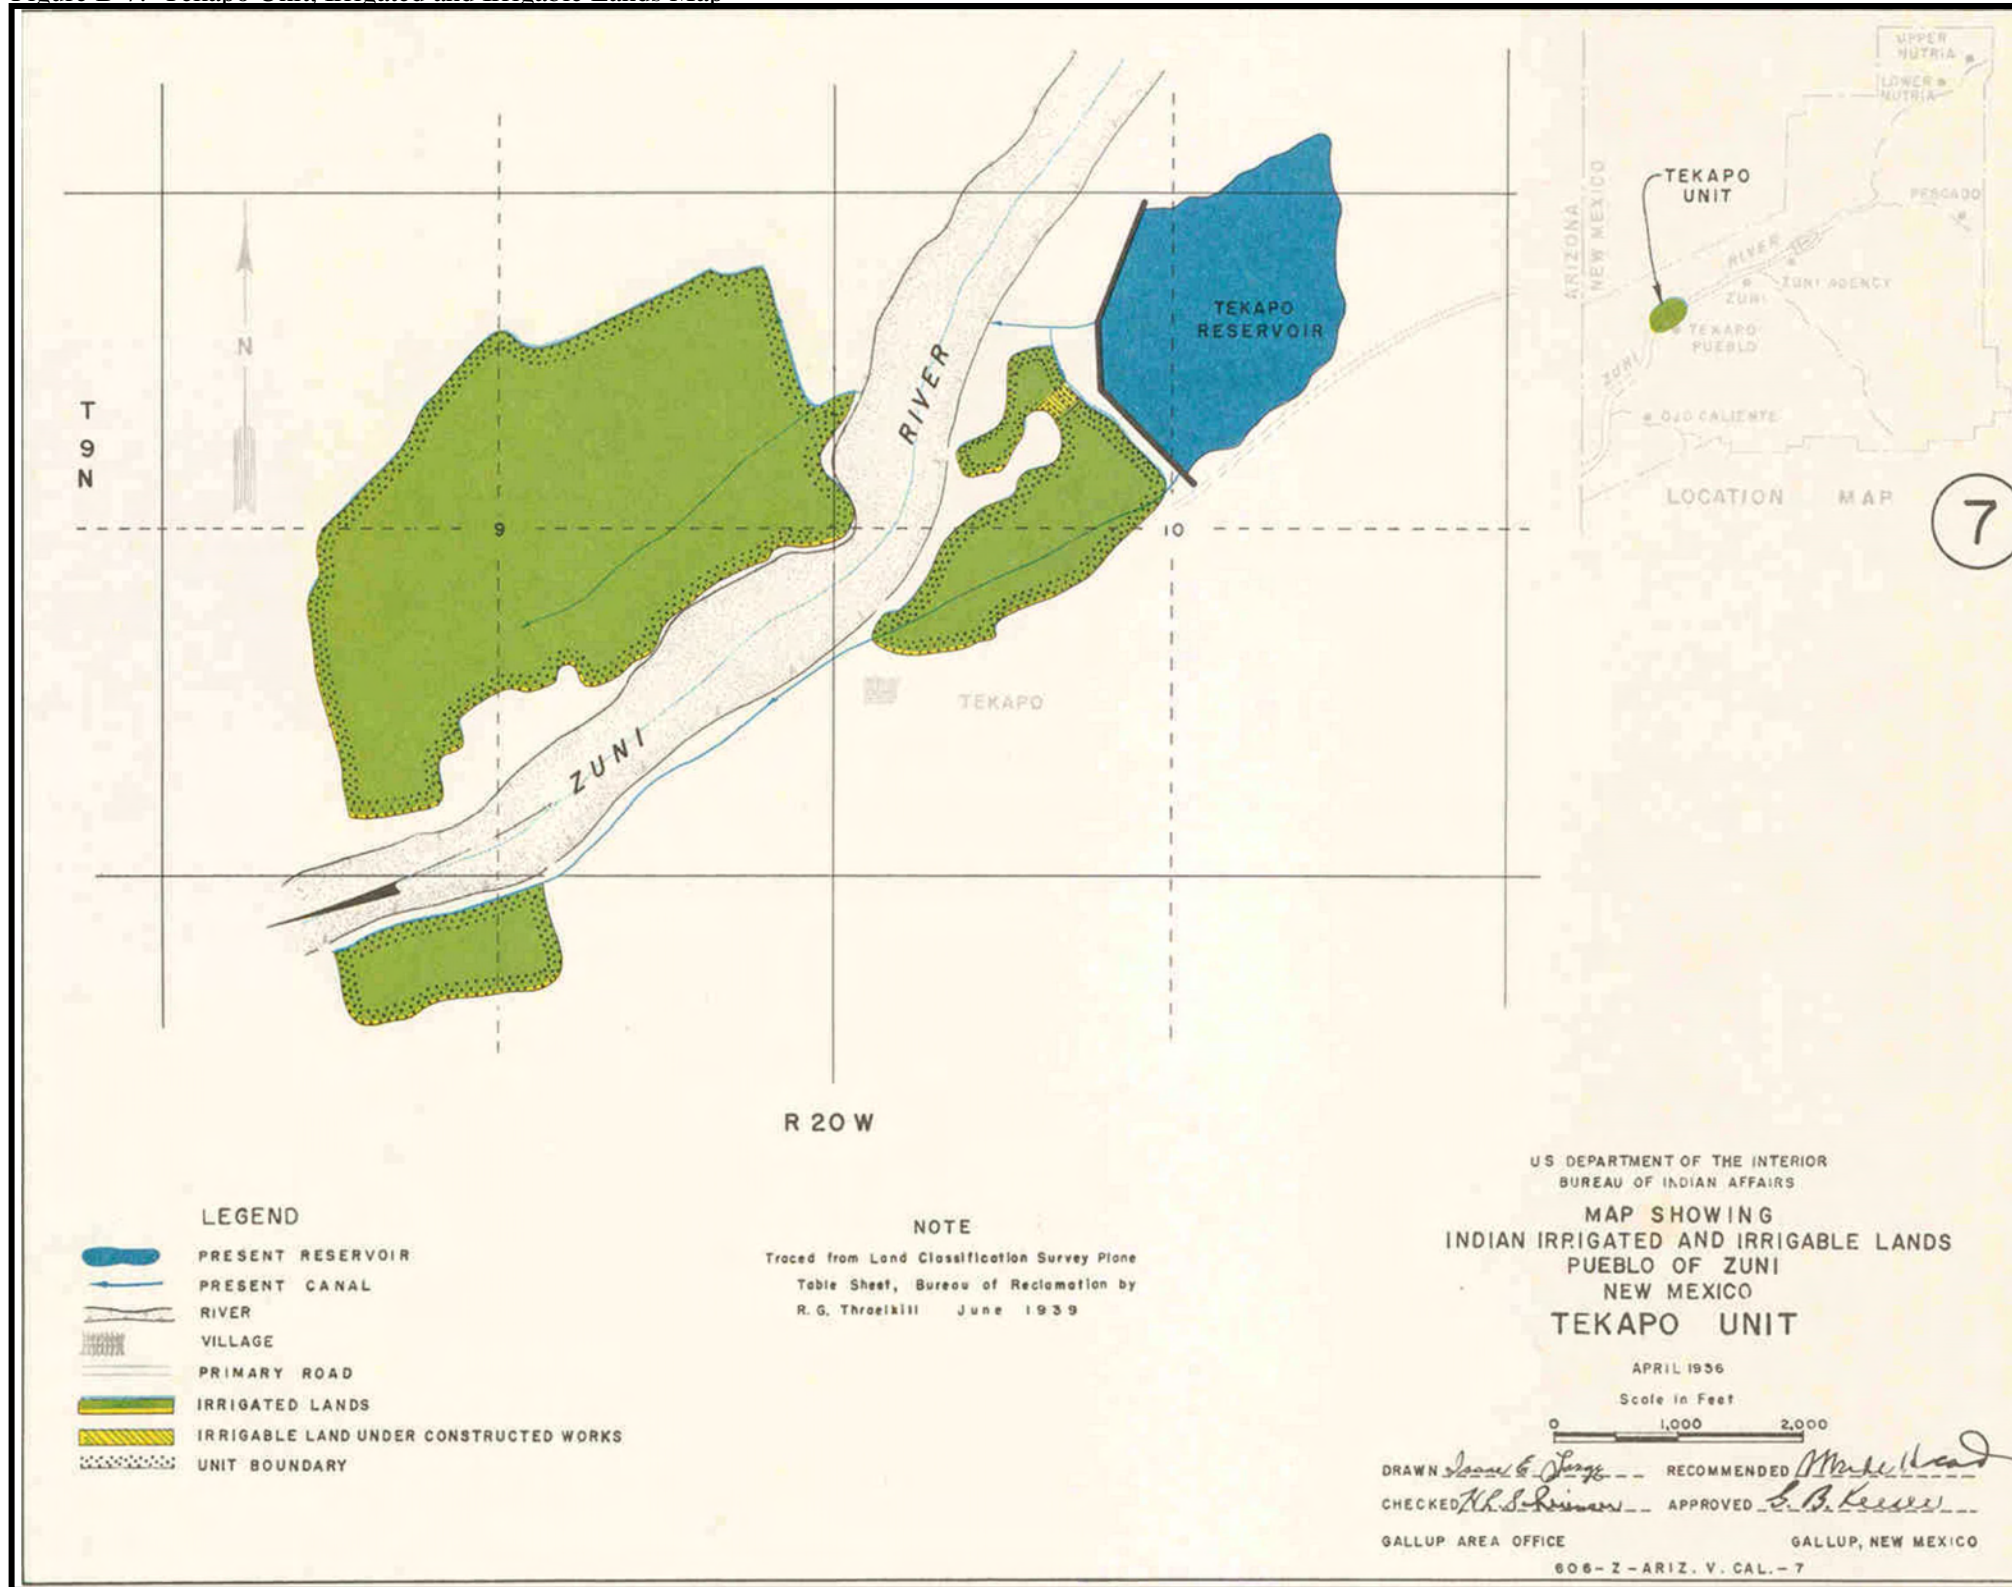 UPPER
NUTRIA
LOWER
NUTRIA
TEKAPO
UNIT
PESCADO
ARIZONA
NEW MEXICO
RIVER
ZUNI AGENCY
ZUNI
TEKAPO
PUEBLO
ZUNI
OJO CALIENTE
LOCATION MAP
7
N
T
9
N
TEKAPO
RESERVOIR
RIVER
9
10
TEKAPO
ZUNI
R 20 W
LEGEND
PRESENT RESERVOIR
PRESENT CANAL
RIVER
VILLAGE
PRIMARY ROAD
IRRIGATED LANDS
IRRIGABLE LAND UNDER CONSTRUCTED WORKS
UNIT BOUNDARY
NOTE
Traced from Land Classification Survey Plane
Table Sheet, Bureau of Reclamation by
R. G. Throelkill June 1939
US DEPARTMENT OF THE INTERIOR
BUREAU OF INDIAN AFFAIRS
MAP SHOWING
INDIAN IRRIGATED AND IRRIGABLE LANDS
PUEBLO OF ZUNI
NEW MEXICO
TEKAPO UNIT
APRIL 1956
Scale in Feet
0 1,000 2,000
DRAWN RECOMMENDED
CHECKED APPROVED G. B. Keesee
GALLUP AREA OFFICE GALLUP, NEW MEXICO
606-Z-ARIZ. V. CAL.-7